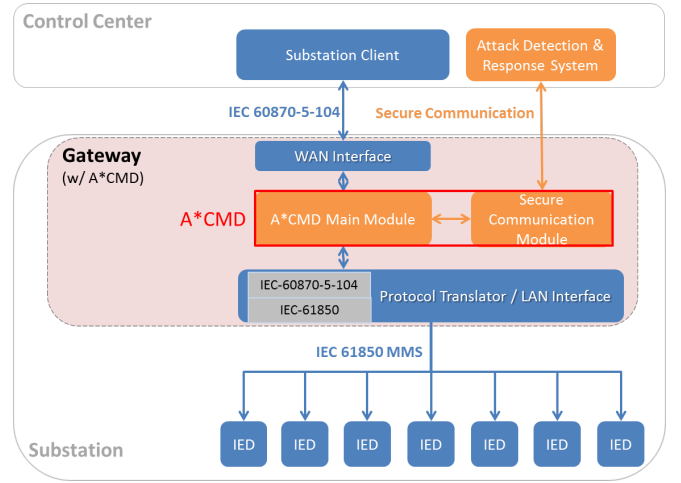 Control Center
Substation Client
Attack Detection &
Response System
IEC 60870-5-104
Secure Communication
Gateway
(w/ A*CMD)
WAN Interface
A*CMD
A*CMD Main Module
Secure
Communication
Module
IEC-60870-5-104
IEC-61850
Protocol Translator / LAN Interface
IEC 61850 MMS
IED
IED
IED
IED
IED
IED
IED
Substation